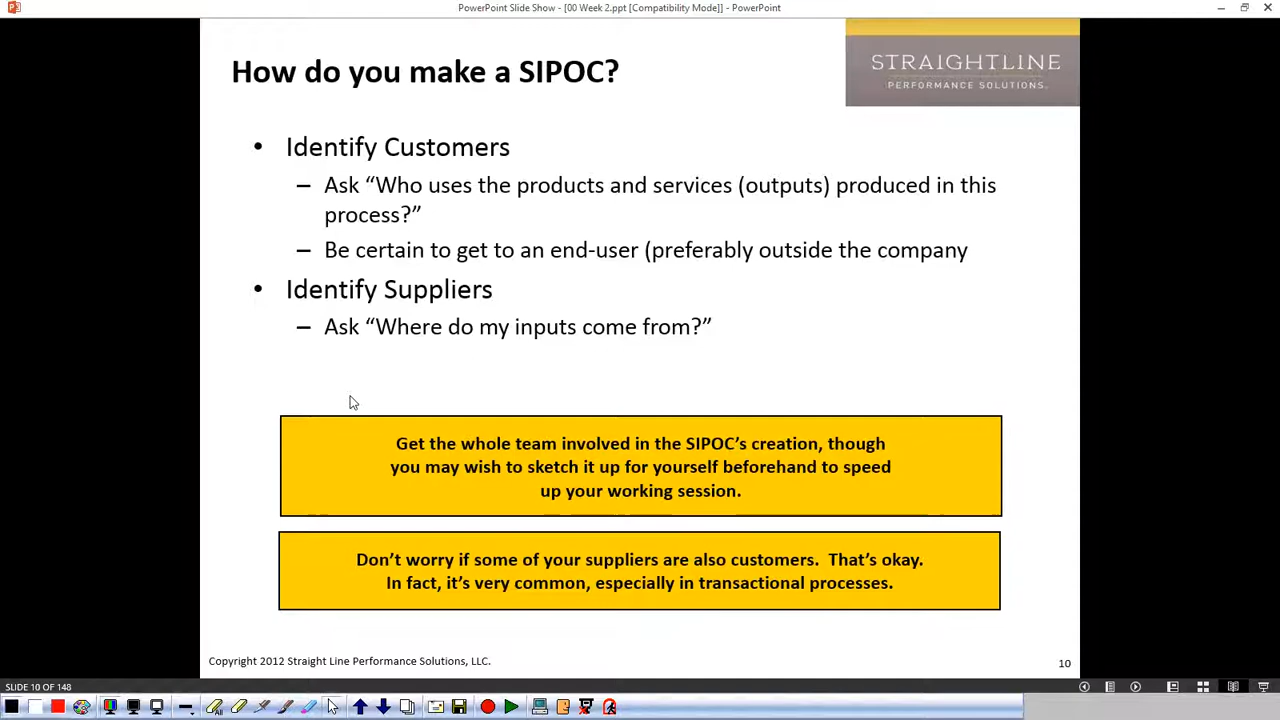 PowerPoint Slide Show - [00 Week 2.ppt [Compatibility Mode]] - PowerPoint
How do you make a SIPOC?
STRAIGHTLINE
PERFORMANCE SOLUTIONS.
• Identify Customers
– Ask “Who uses the products and services (outputs) produced in this
process?”
– Be certain to get to an end-user (preferably outside the company
• Identify Suppliers
– Ask “Where do my inputs come from?”
Get the whole team involved in the SIPOC’s creation, though
you may wish to sketch it up for yourself beforehand to speed
up your working session.
Don’t worry if some of your suppliers are also customers.  That’s okay.
In fact, it’s very common, especially in transactional processes.
Copyright 2012 Straight Line Performance Solutions, LLC.
10
SLIDE 10 OF 148